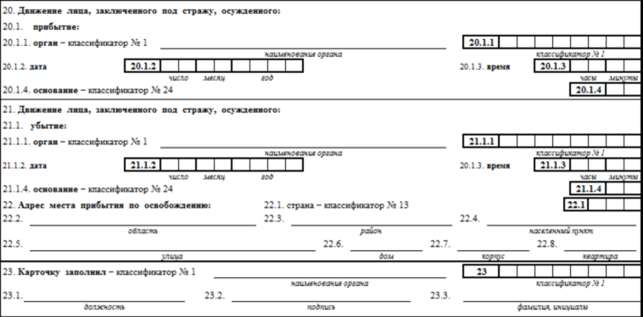 20. Движение лица, заключенного под стражу, осужденного:
20.1. прибытие:
20.1.1. орган – классификатор № 1 20.1.1
наименования органа классификатор № 1
20.1.2. дата 20.1.2 20.1.3. время 20.1.3
число месяц год часы минуты
20.1.4. основание – классификатор № 24 20.1.4
21. Движение лица, заключенного под стражу, осужденного:
21.1. убытие:
21.1.1. орган – классификатор № 1 21.1.1
наименования органа классификатор № 1
21.1.2. дата 21.1.2 20.1.3. время 21.1.3
число месяц год часы минуты
21.1.4. основание – классификатор № 24 21.1.4
22. Адрес места прибытия по освобождению: 22.1. страна – классификатор № 13 22.1
22.2. 22.3. 22.4.
область район населенный пункт
22.5. 22.6. 22.7. 22.8.
улица дом корпус квартира
23. Карточку заполнил – классификатор № 1 23
наименования органа классификатор № 1
23.1. 23.2. 23.3.
должность подпись фамилия, инициалы